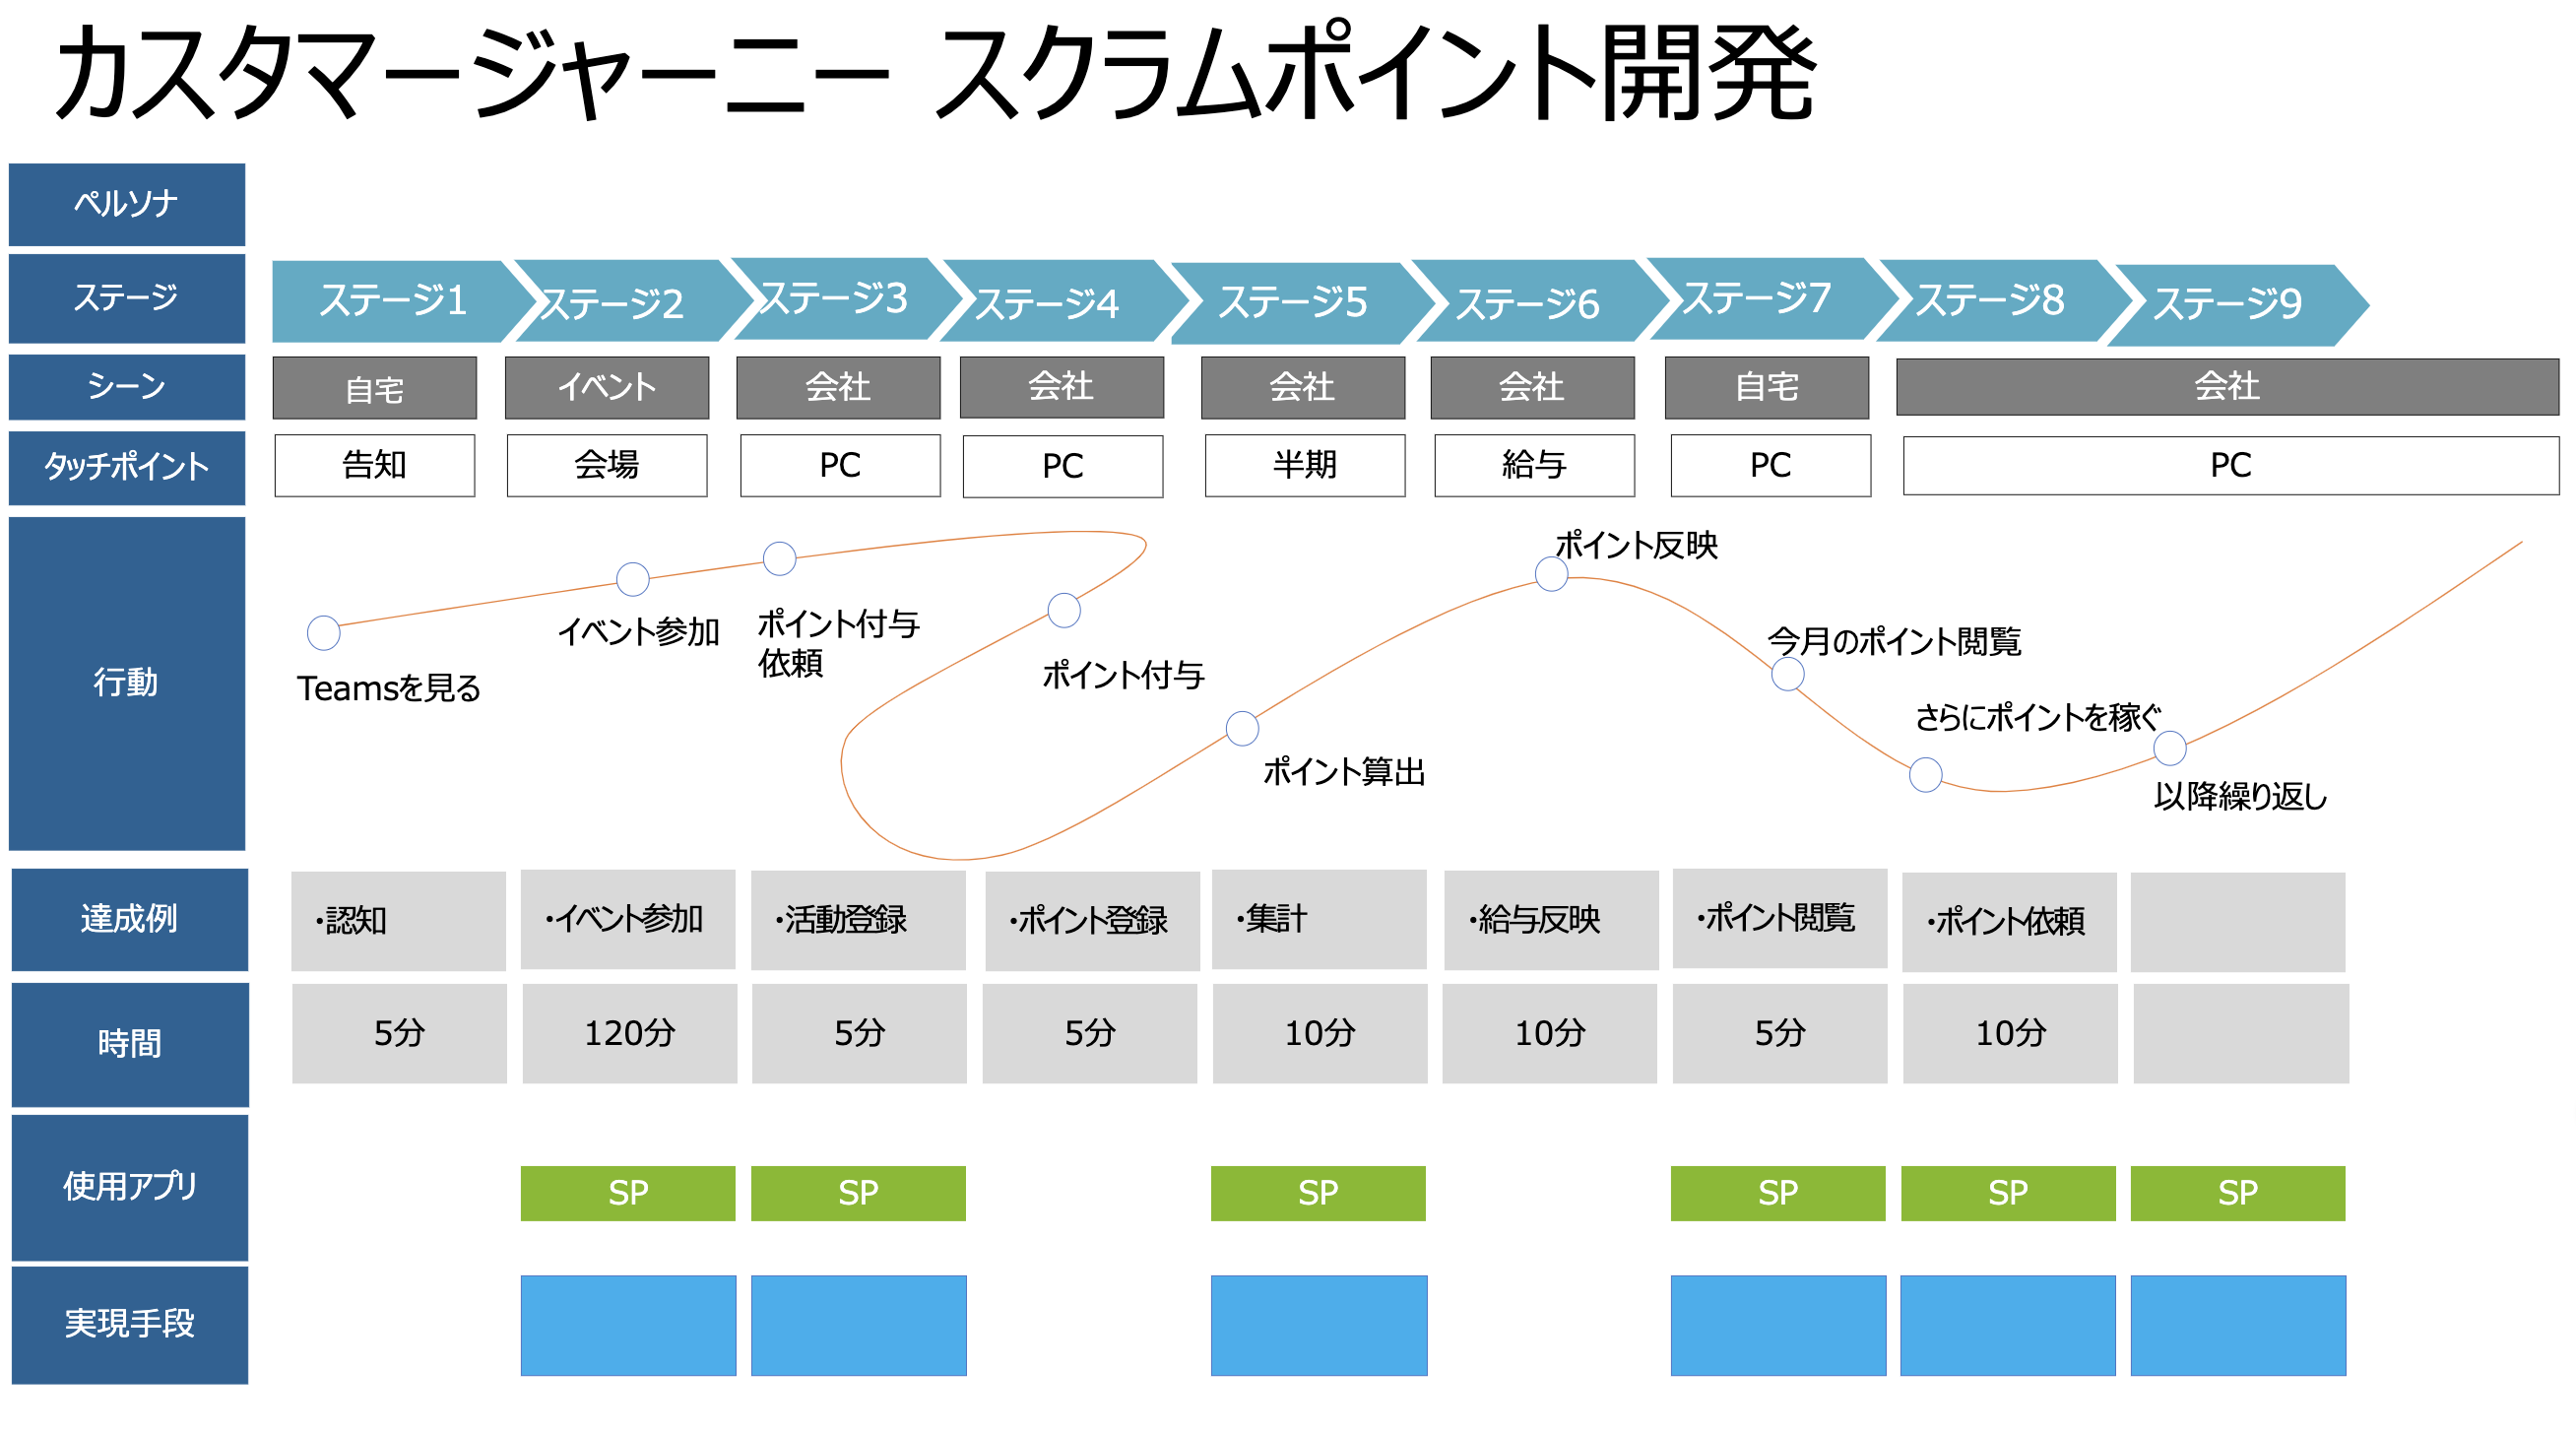 カスタマージャーニー スクラムポイント開発
ペルソナ
ステージ
ステージ1
ステージ2
ステージ3
ステージ4
ステージ5
ステージ6
ステージ7
ステージ8
ステージ9
シーン
自宅
イベント
会社
会社
会社
会社
自宅
会社
タッチポイント
告知
会場
PC
PC
半期
給与
PC
PC
行動
Teamsを見る
イベント参加
ポイント付与
依頼
ポイント付与
ポイント算出
ポイント反映
今月のポイント閲覧
さらにポイントを稼ぐ
以降繰り返し
達成例
・認知
・イベント参加
・活動登録
・ポイント登録
・集計
・給与反映
・ポイント閲覧
・ポイント依頼
時間
5分
120分
5分
5分
10分
10分
5分
10分
使用アプリ
SP
SP
SP
SP
SP
SP
実現手段